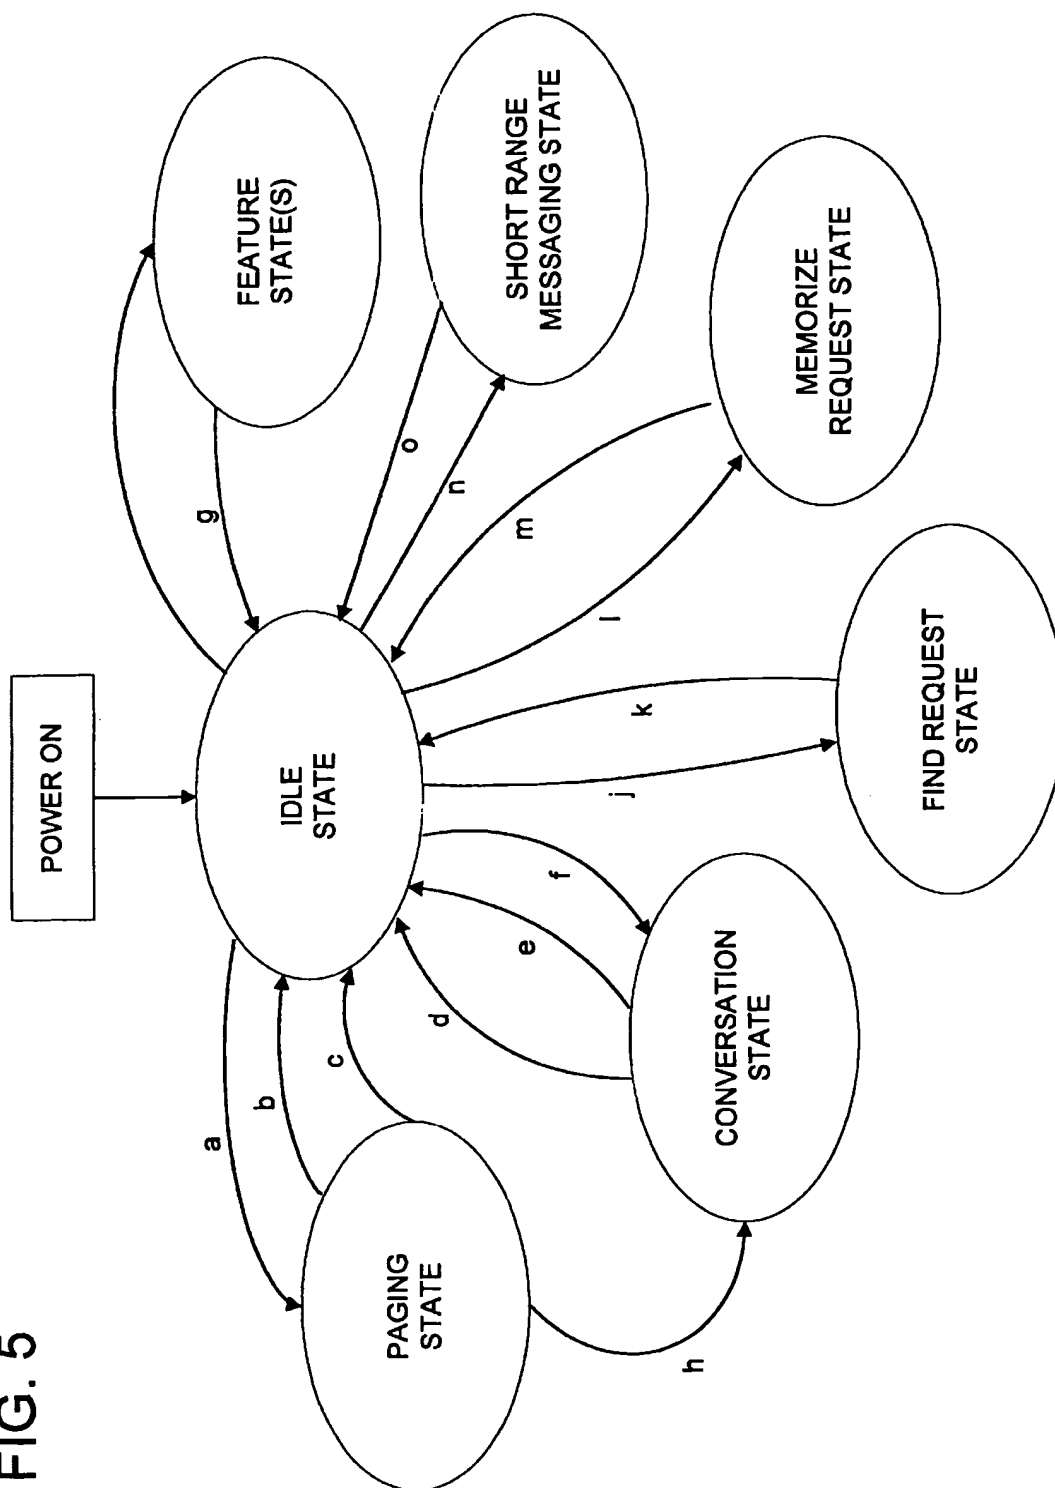 FIG. 5
POWER ON
IDLE
STATE
PAGING
STATE
CONVERSATION
STATE
FIND REQUEST
STATE
MEMORIZE
REQUEST STATE
SHORT RANGE
MESSAGING STATE
FEATURE
STATE(S)
a
b
c
d
e
f
h
j
k
l
m
n
o
g